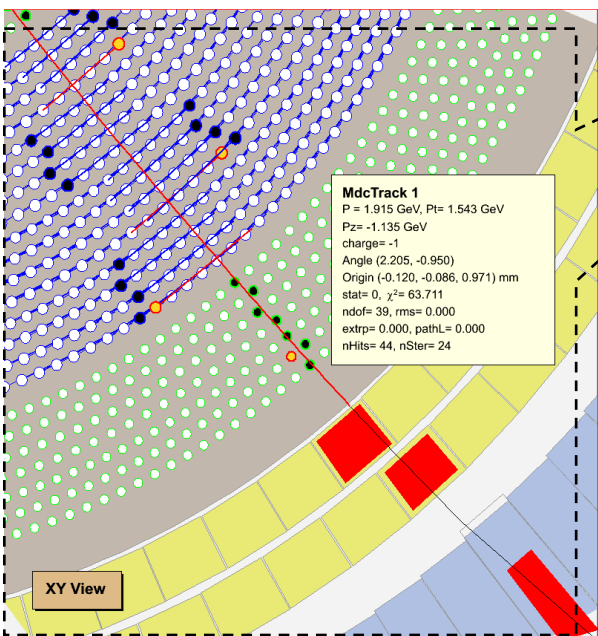 MdcTrack 1
P = 1.915 GeV, Pt= 1.543 GeV
Pz= -1.135 GeV
charge= -1
Angle (2.205, -0.950)
Origin (-0.120, -0.086, 0.971) mm
stat= 0, χ²= 63.711
ndof= 39, rms= 0.000
extrp= 0.000, pathL= 0.000
nHits= 44, nSter= 24
XY View